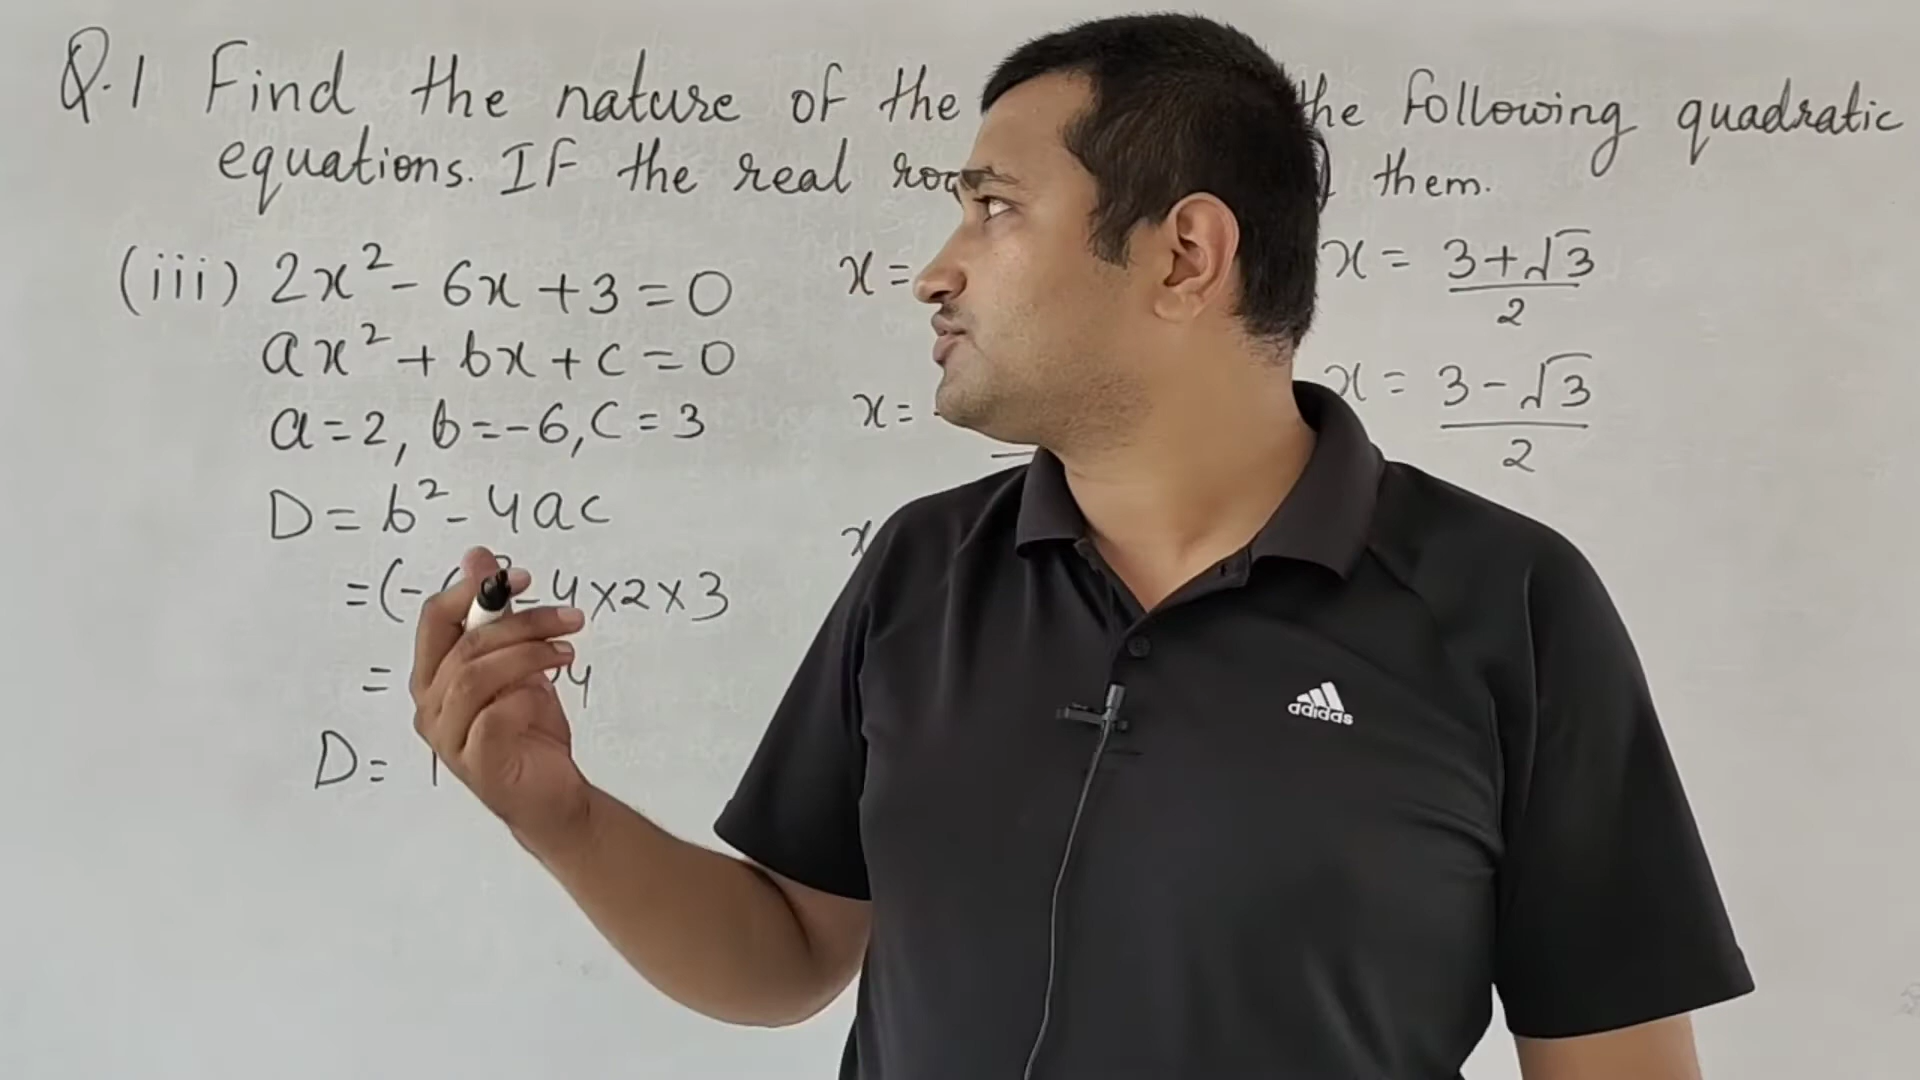 Q.1 Find the nature of the the following quadratic
equations. If the real them.
(iii) 2x² - 6x + 3 = 0
ax² + bx + c = 0
a = 2, b = -6, c = 3
D = b² - 4ac
- 4 x 2 x 3
=
D =
x =
x =
x
x = 3 + √3 / 2
x = 3 - √3 / 2
adidas